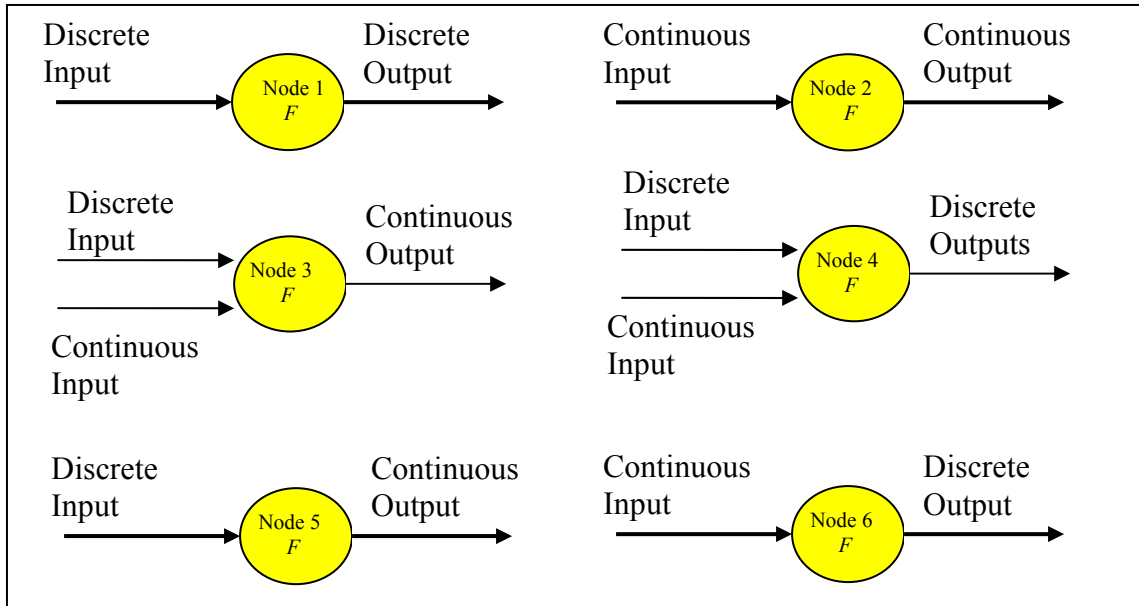 Discrete
Input
Node 1
F
Discrete
Output
Continuous
Input
Node 2
F
Continuous
Output
Discrete
Input
Continuous
Input
Node 3
F
Continuous
Output
Discrete
Input
Continuous
Input
Node 4
F
Discrete
Outputs
Discrete
Input
Node 5
F
Continuous
Output
Continuous
Input
Node 6
F
Discrete
Output